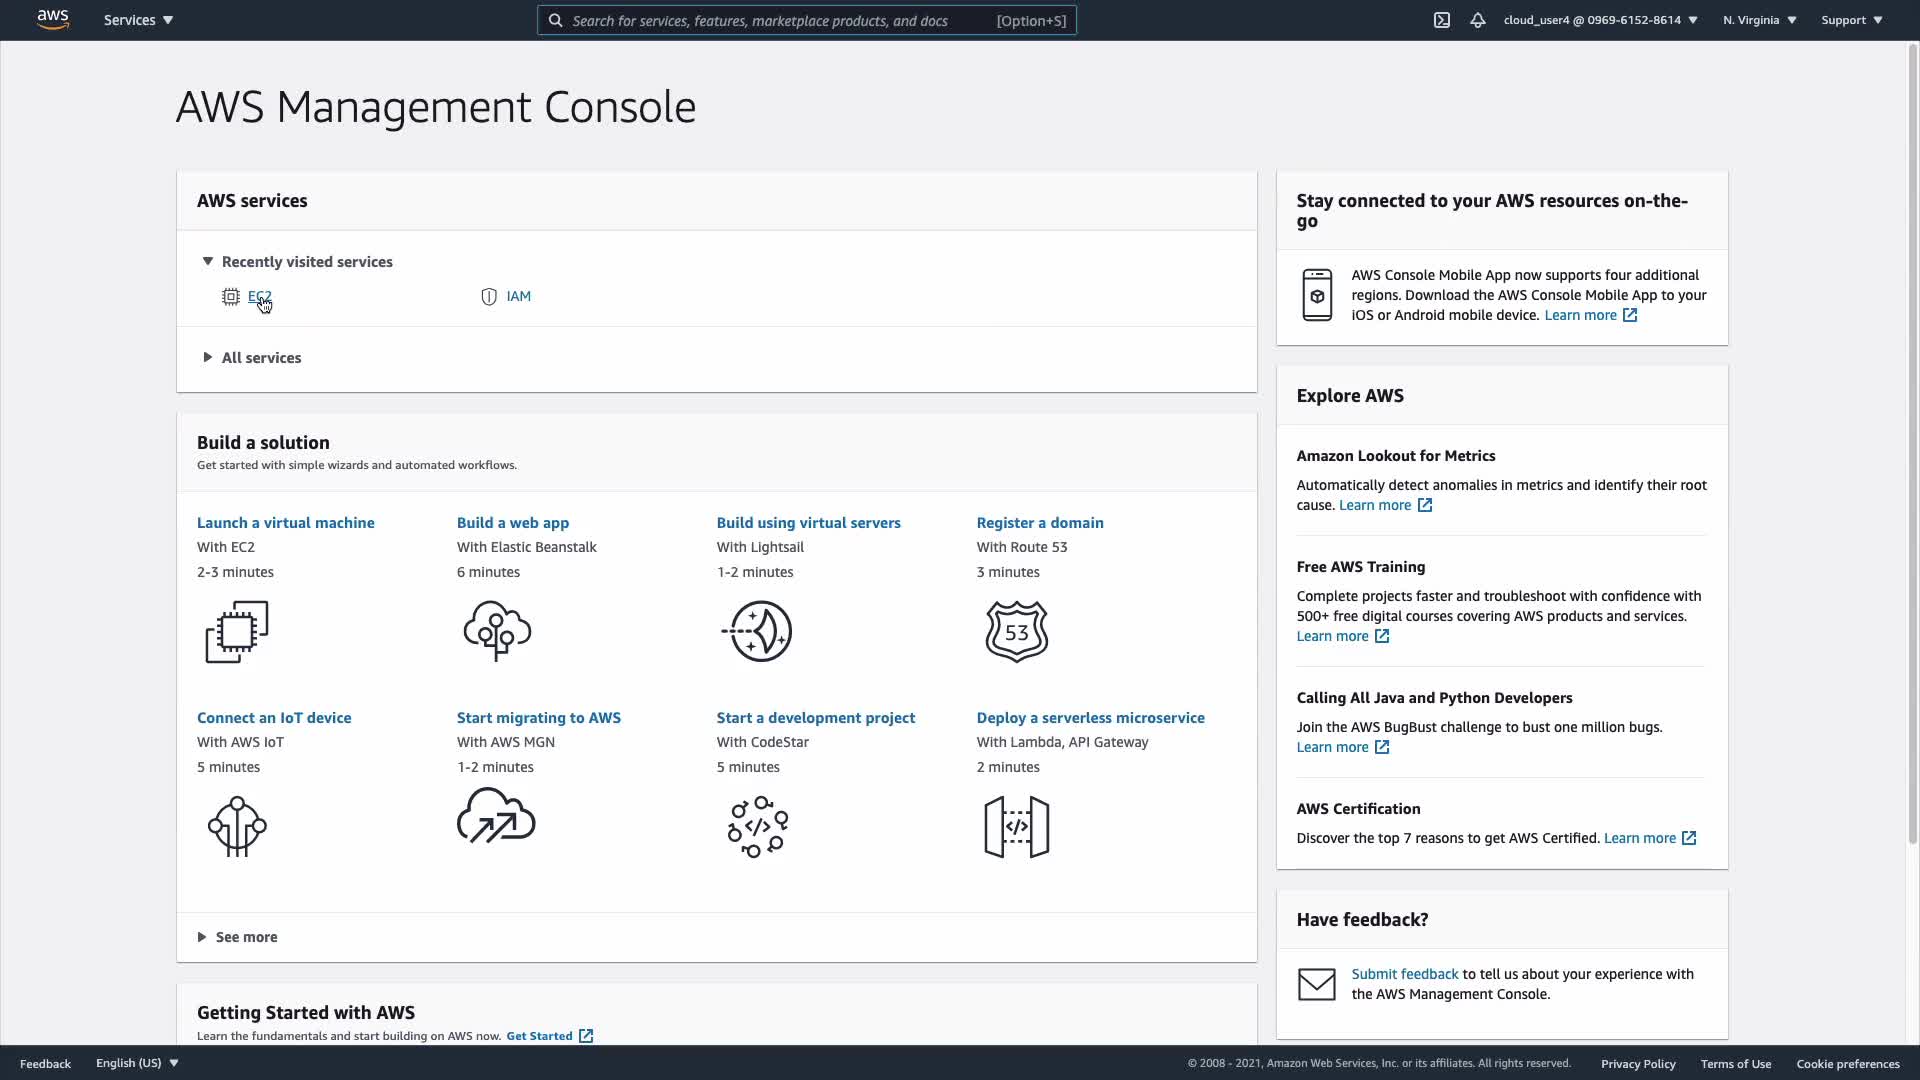 aws
Services
Search for services, features, marketplace products, and docs [Option+S]
cloud_user4 @ 0969-6152-8614
N. Virginia
Support
AWS Management Console
AWS services
Recently visited services
EC2
IAM
All services
Build a solution
Get started with simple wizards and automated workflows.
Launch a virtual machine
With EC2
2-3 minutes
Build a web app
With Elastic Beanstalk
6 minutes
Build using virtual servers
With Lightsail
1-2 minutes
Register a domain
With Route 53
3 minutes
53
Connect an IoT device
With AWS IoT
5 minutes
Start migrating to AWS
With AWS MGN
1-2 minutes
Start a development project
With CodeStar
5 minutes
</>
Deploy a serverless microservice
With Lambda, API Gateway
2 minutes
</>
See more
Getting Started with AWS
Learn the fundamentals and start building on AWS now. Get Started
Stay connected to your AWS resources on-the-
go
AWS Console Mobile App now supports four additional
regions. Download the AWS Console Mobile App to your
iOS or Android mobile device. Learn more
Explore AWS
Amazon Lookout for Metrics
Automatically detect anomalies in metrics and identify their root
cause. Learn more
Free AWS Training
Complete projects faster and troubleshoot with confidence with
500+ free digital courses covering AWS products and services.
Learn more
Calling All Java and Python Developers
Join the AWS BugBust challenge to bust one million bugs.
Learn more
AWS Certification
Discover the top 7 reasons to get AWS Certified. Learn more
Have feedback?
Submit feedback to tell us about your experience with
the AWS Management Console.
Feedback
English (US)
© 2008 - 2021, Amazon Web Services, Inc. or its affiliates. All rights reserved.
Privacy Policy
Terms of Use
Cookie preferences